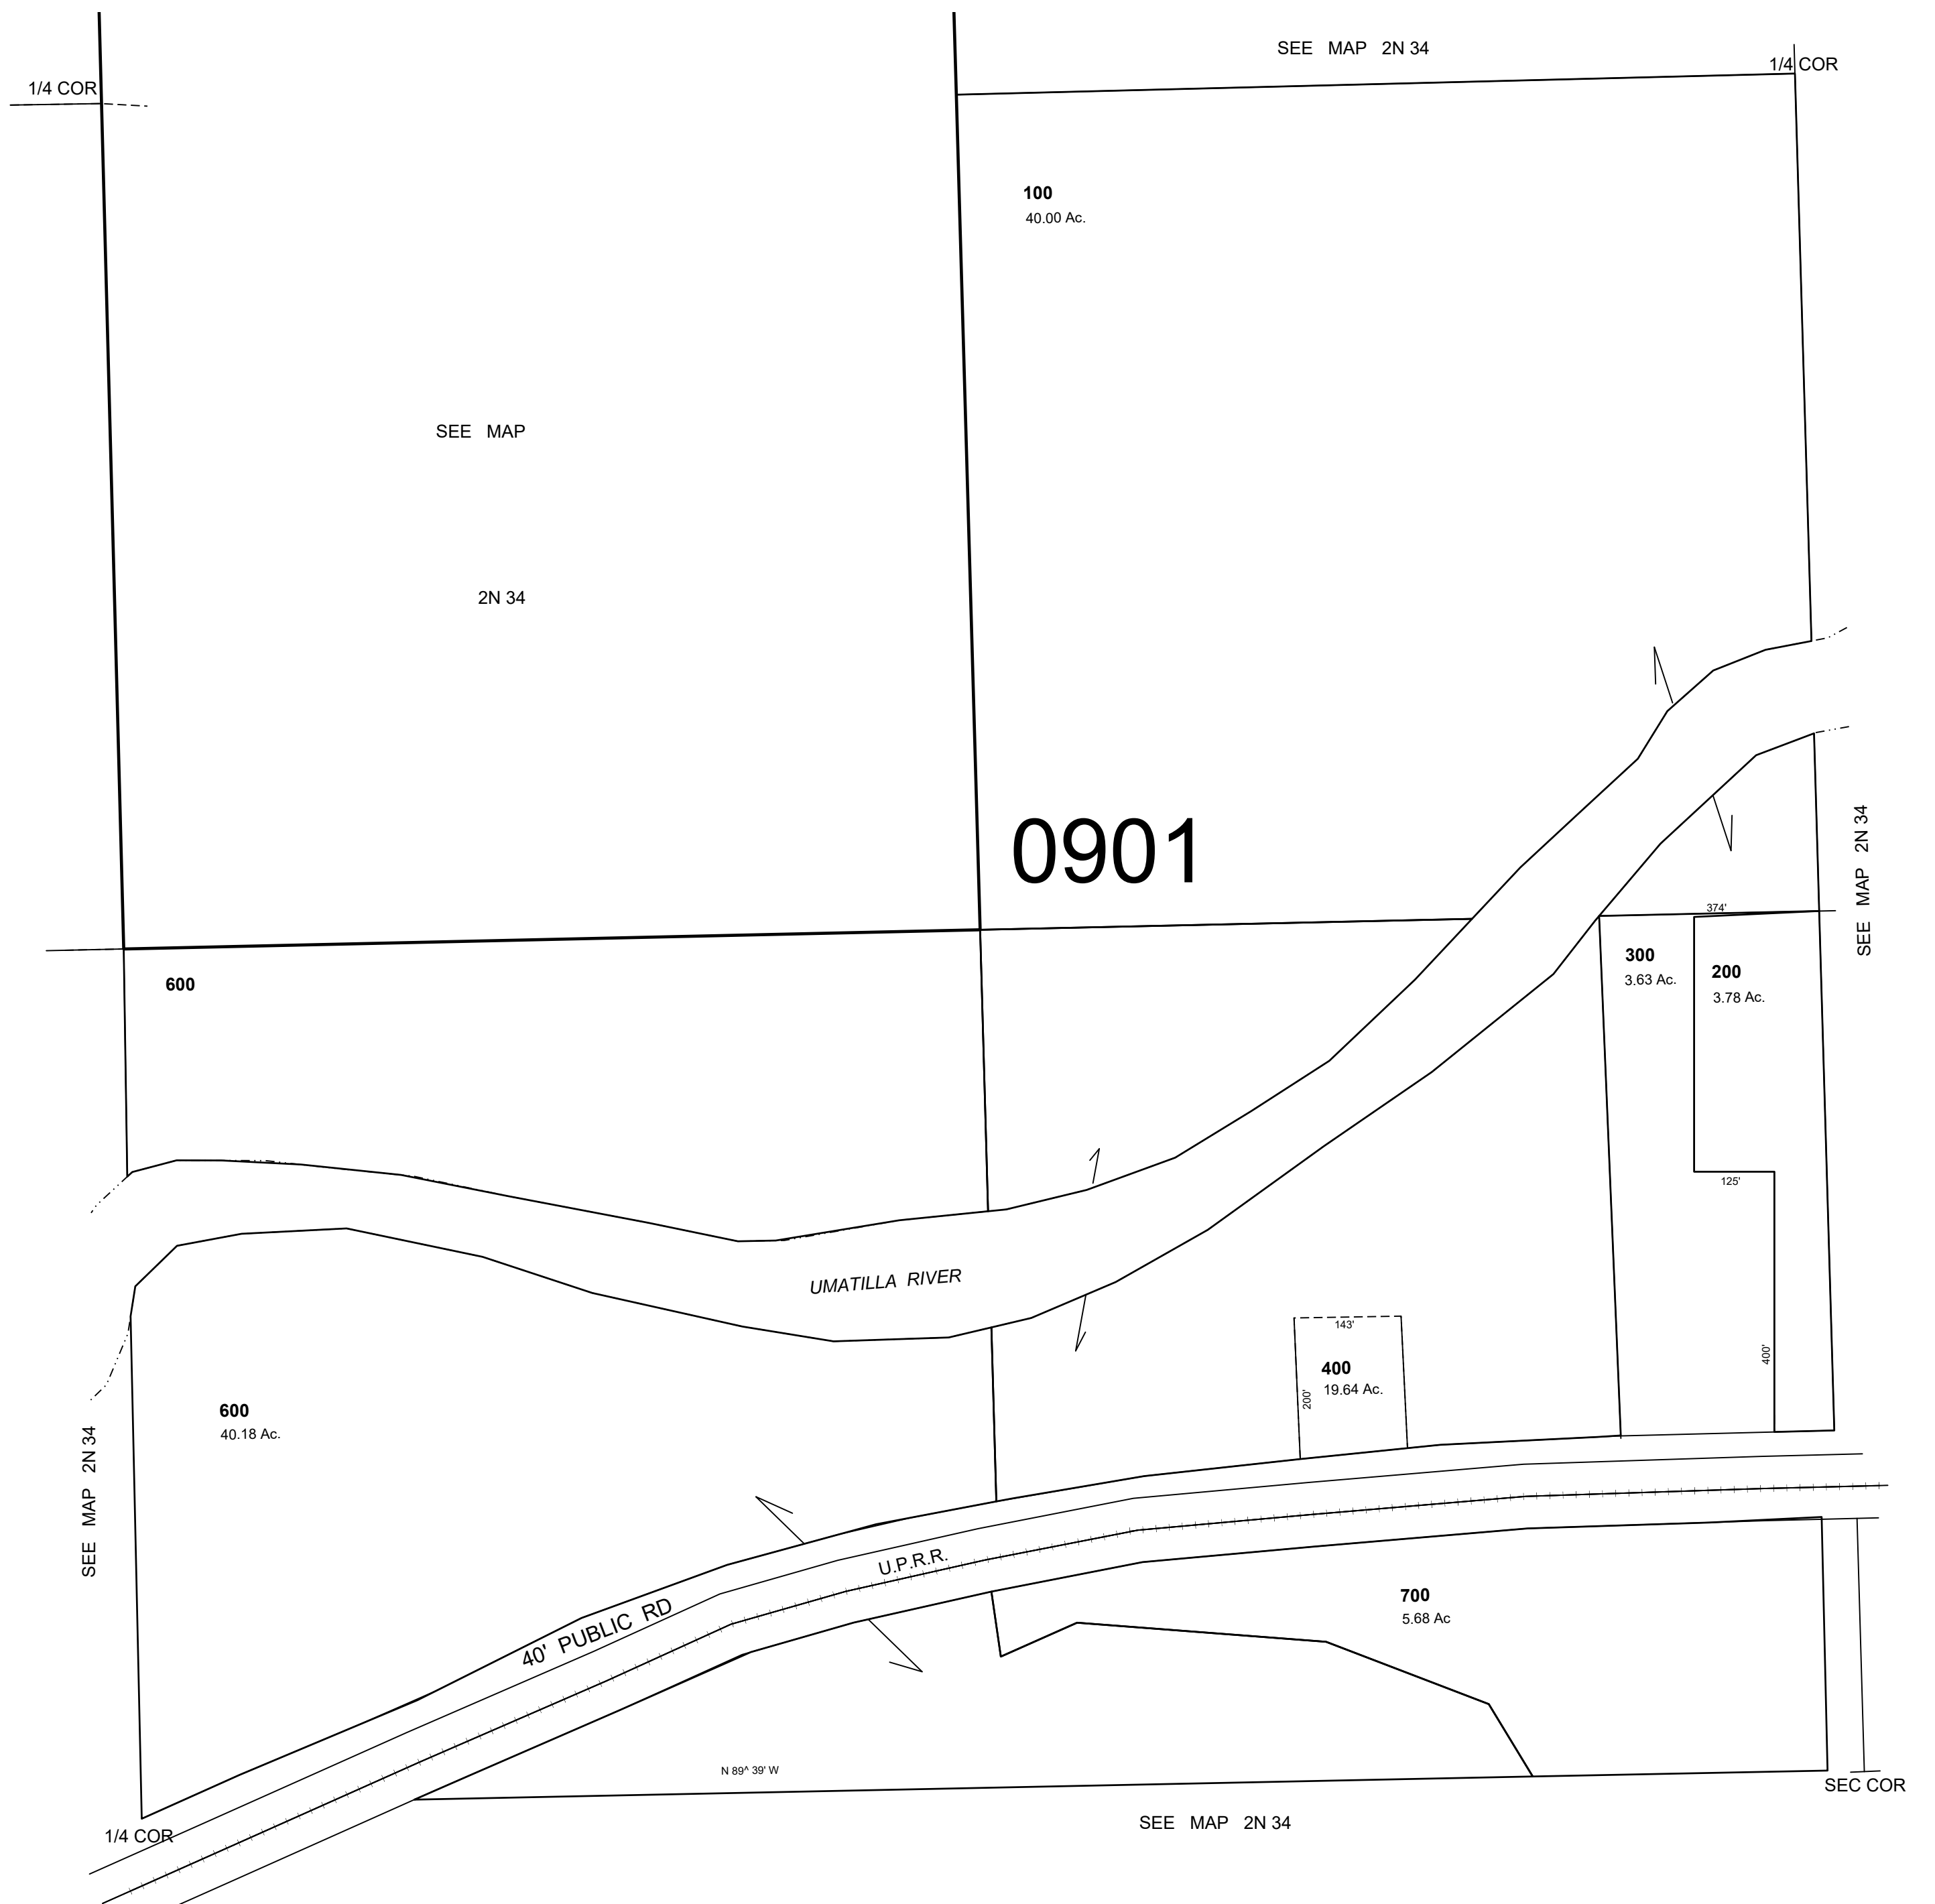 SEE MAP 2N 34
1/4 COR
1/4 COR
100
40.00 Ac.
SEE MAP
2N 34
0901
SEE MAP 2N 34
374'
600
300
3.63 Ac.
200
3.78 Ac.
125'
UMATILLA RIVER
143'
400
19.64 Ac.
200'
400'
600
40.18 Ac.
SEE MAP 2N 34
U.P.R.R.
40' PUBLIC RD
700
5.68 Ac
N 89^ 39' W
SEC COR
SEE MAP 2N 34
1/4 COR